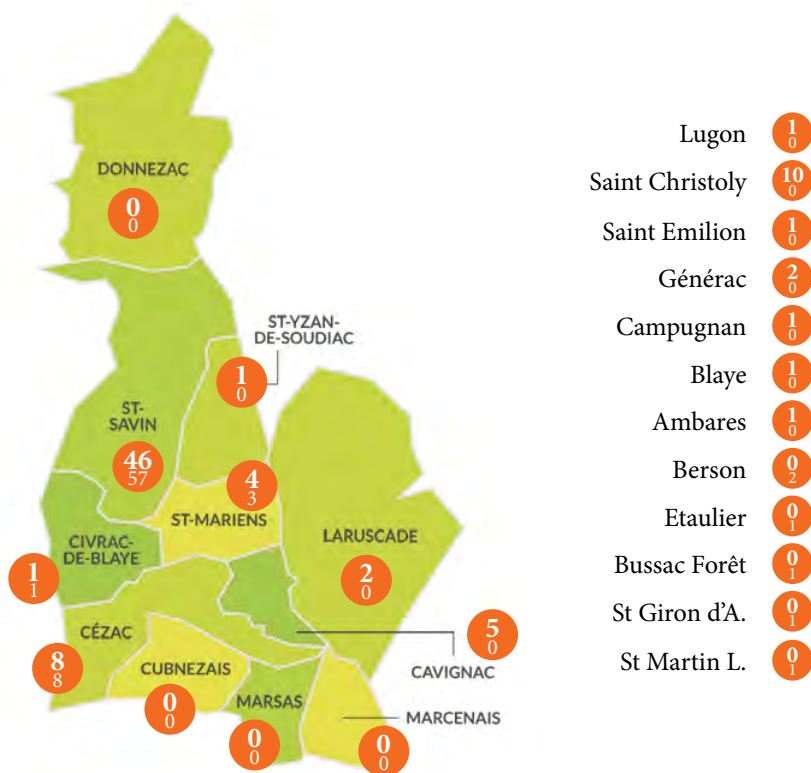 DONNEZAC
0
0
ST-YZAN-
DE-SOUDIAC
1
0
ST-
SAVIN
46
57
4
3
ST-MARIENS
CIVRAC-
DE-BLAYE
1
1
LARUSCADE
2
0
5
0
CAVIGNAC
CÉZAC
8
8
CUBNEZAIS
0
0
MARSAS
0
0
MARCENAIS
0
0
Lugon 1
0
Saint Christoly 10
0
Saint Emilion 1
0
Générac 2
0
Campugnan 1
0
Blaye 1
0
Ambares 1
0
Berson 0
2
Etaulier 0
1
Bussac Forêt 0
1
St Giron d'A. 0
1
St Martin L. 0
1